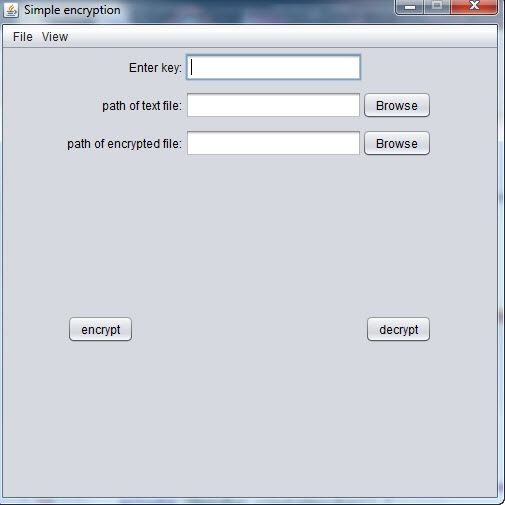 Simple encryption
File View
Enter key:
path of text file: Browse
path of encrypted file: Browse
encrypt decrypt